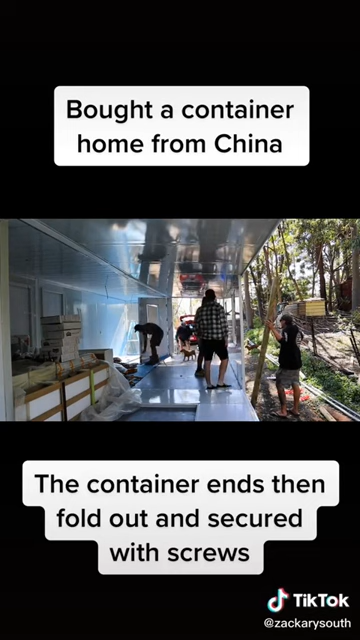 Bought a container
home from China
The container ends then
fold out and secured
with screws
TikTok
@zackarysouth